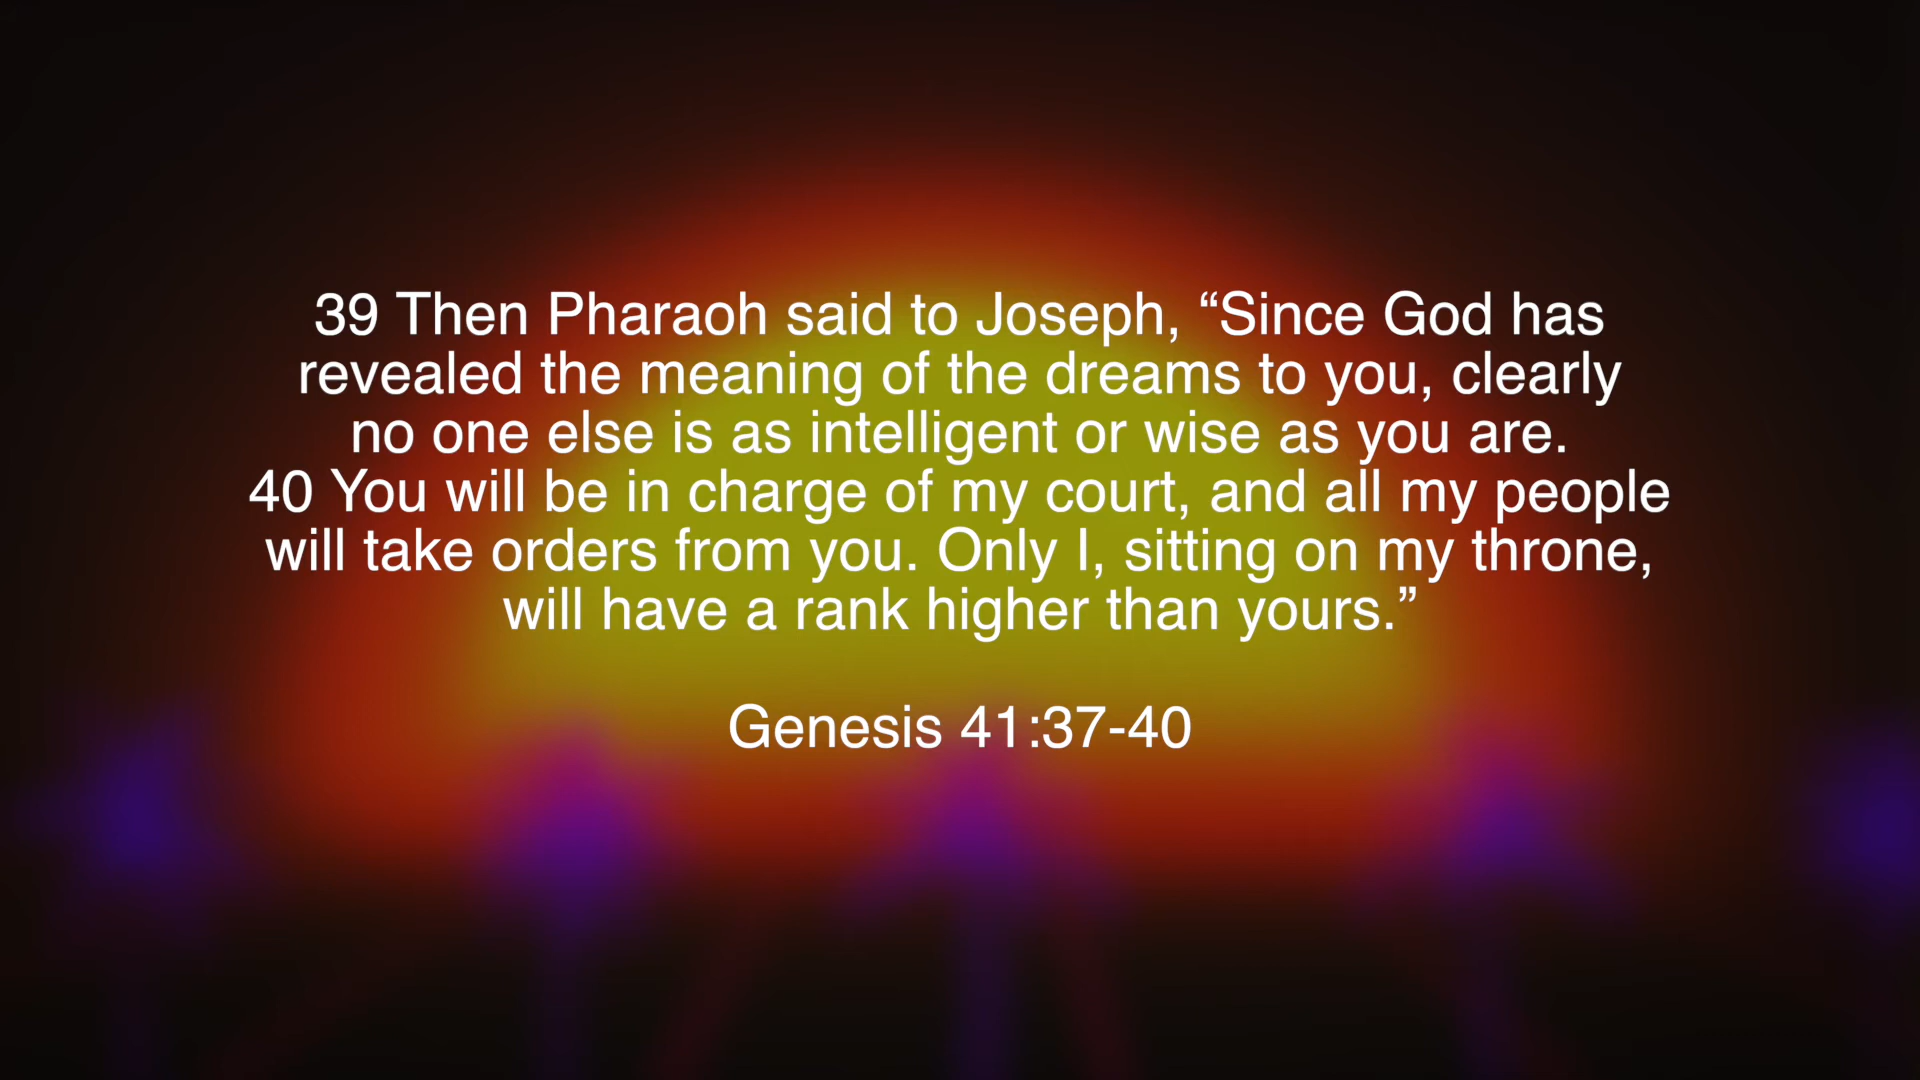 39 Then Pharaoh said to Joseph, “Since God has
revealed the meaning of the dreams to you, clearly
no one else is as intelligent or wise as you are.
40 You will be in charge of my court, and all my people
will take orders from you. Only I, sitting on my throne,
will have a rank higher than yours.”
Genesis 41:37-40